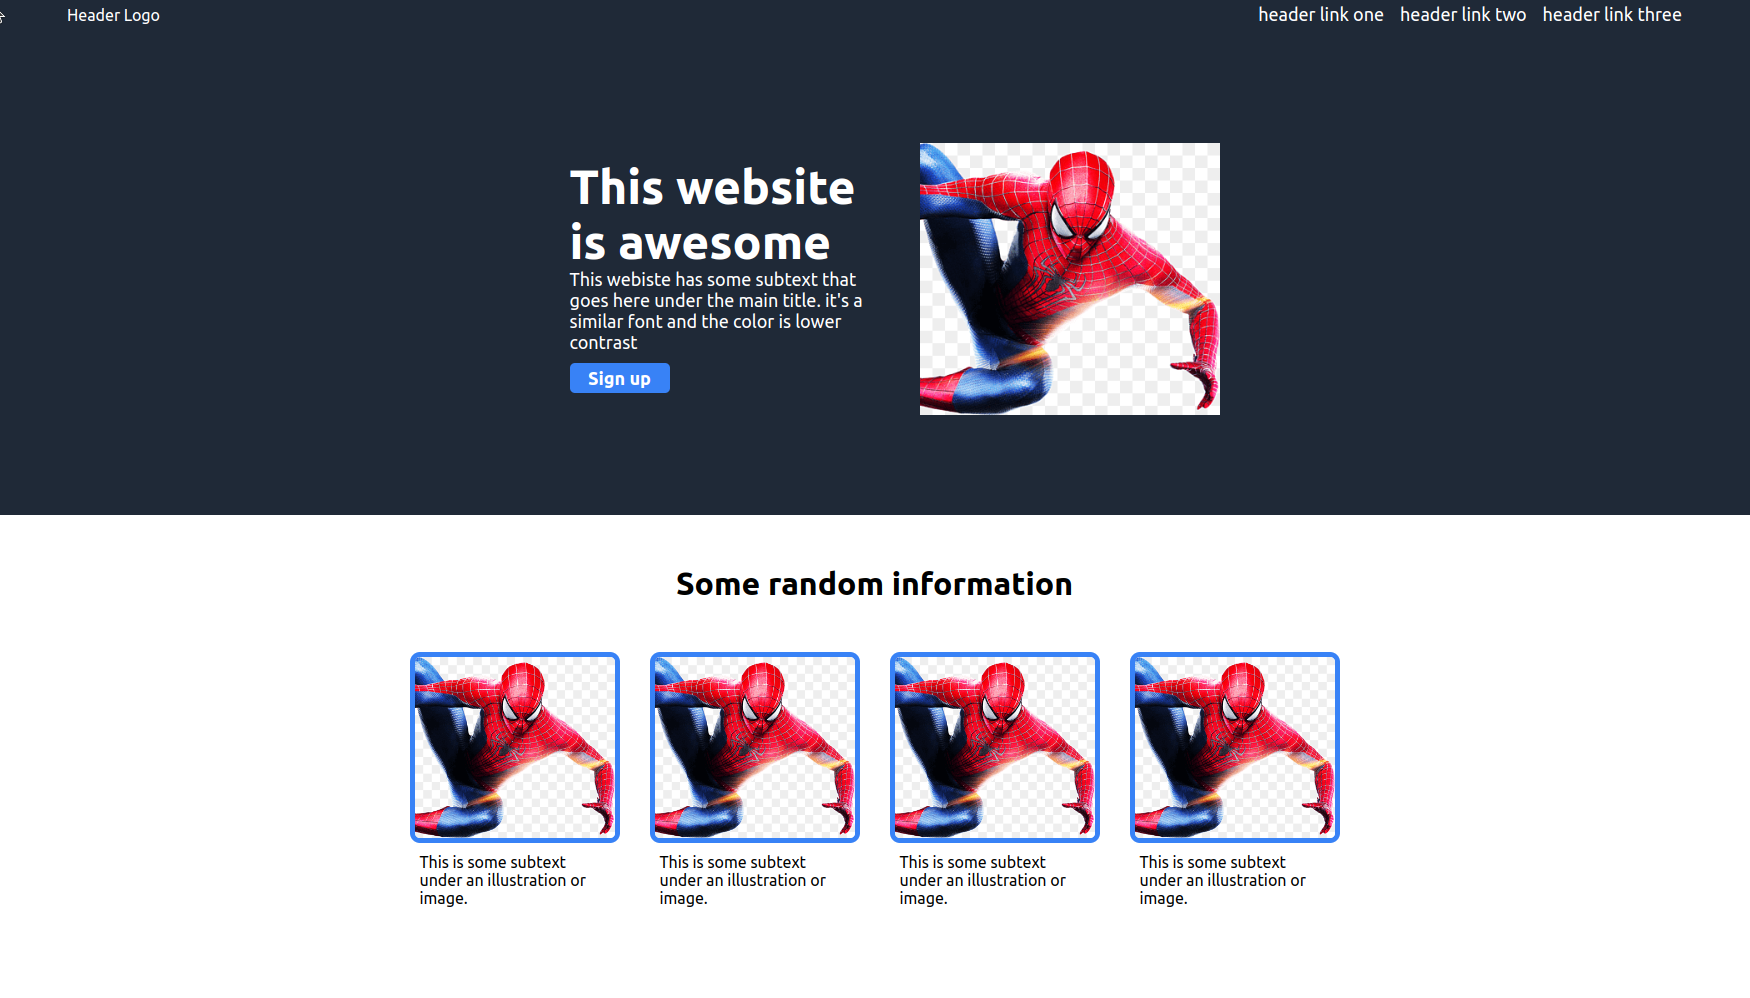 Header Logo
header link one header link two header link three
This website
is awesome
This webiste has some subtext that
goes here under the main title. it's a
similar font and the color is lower
contrast
Sign up
Some random information
This is some subtext
under an illustration or
image.
This is some subtext
under an illustration or
image.
This is some subtext
under an illustration or
image.
This is some subtext
under an illustration or
image.